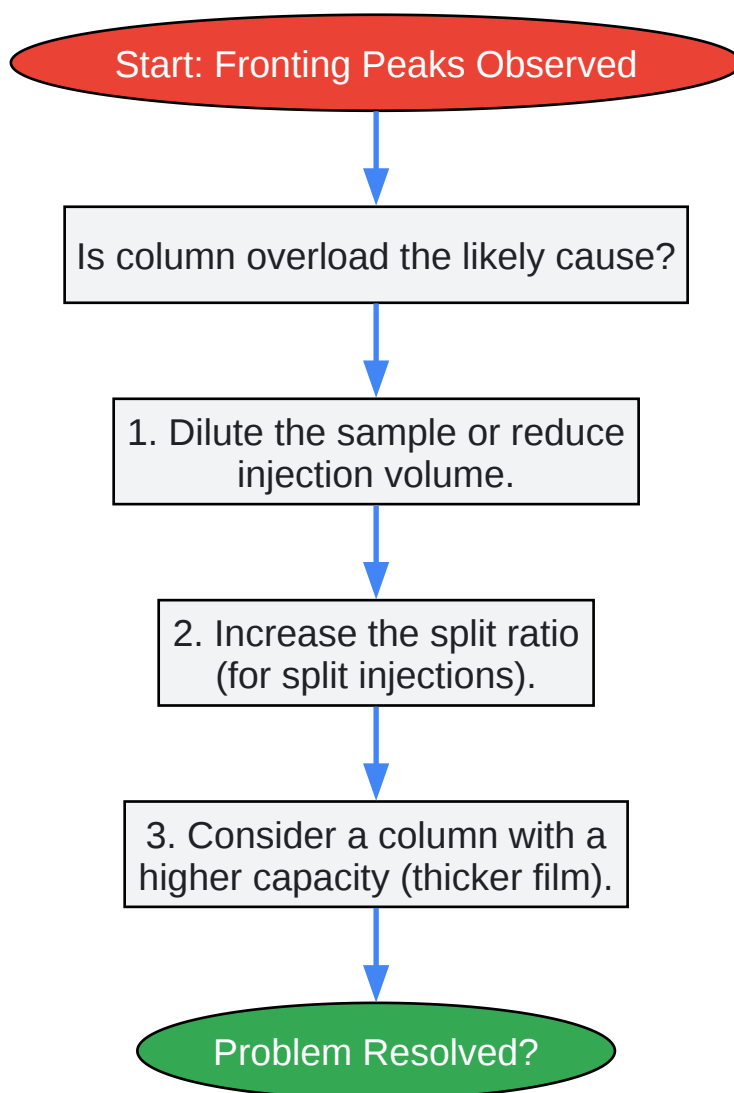 Start: Fronting Peaks Observed
Is column overload the likely cause?
1. Dilute the sample or reduce
injection volume.
2. Increase the split ratio
(for split injections).
3. Consider a column with a
higher capacity (thicker film).
Problem Resolved?